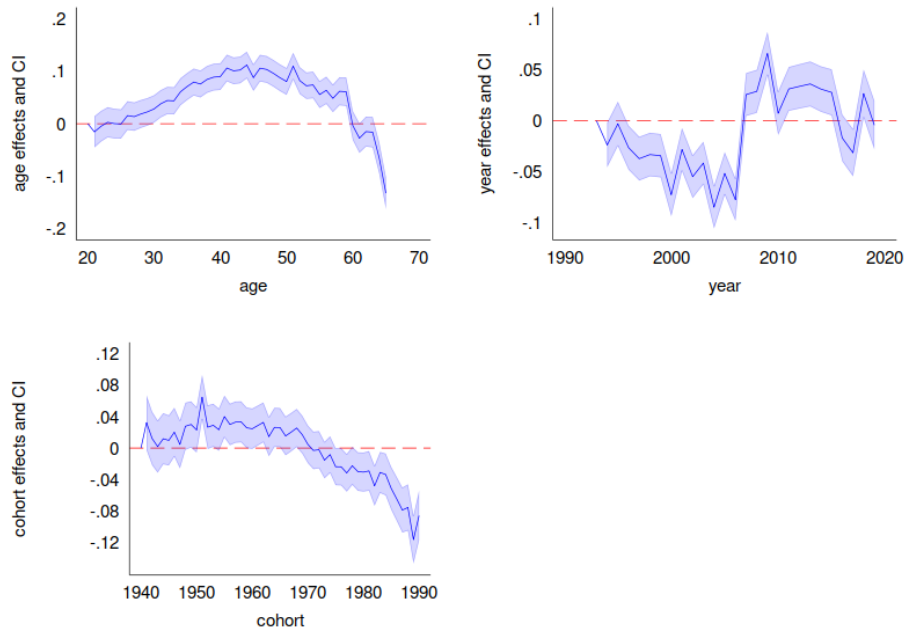 age effects and CI
.2
.1
0
-.1
-.2
20 30 40 50 60 70
age
year effects and CI
.1
.05
0
-.05
-.1
1990 2000 2010 2020
year
cohort effects and CI
.12
.08
.04
0
-.04
-.08
-.12
1940 1950 1960 1970 1980 1990
cohort